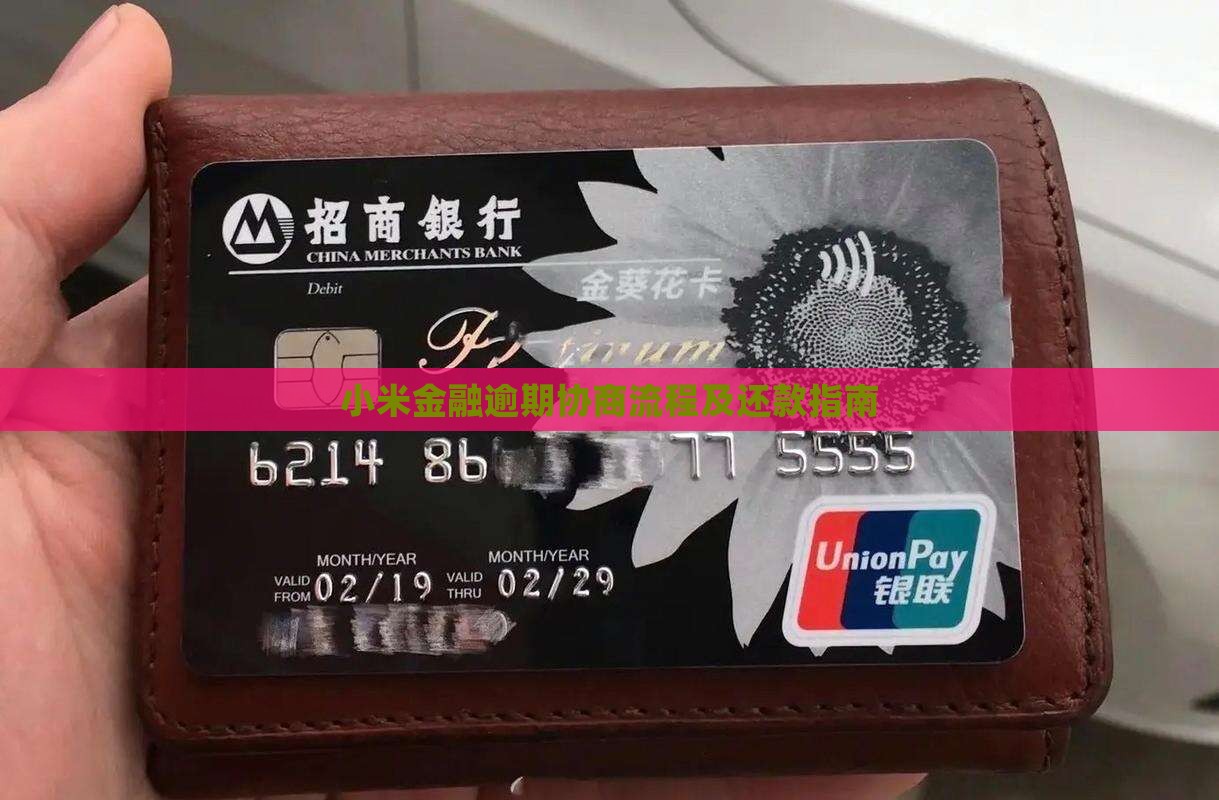 招商銀行
CHINA MERCHANTS BANK
Debit
金葵花卡
小米金融逾期协商流程及还款指南
6214 86 77 5555
MONTH/YEAR MONTH/YEAR
VALID FROM 02/19 VALID THRU 02/29
UnionPay
银联